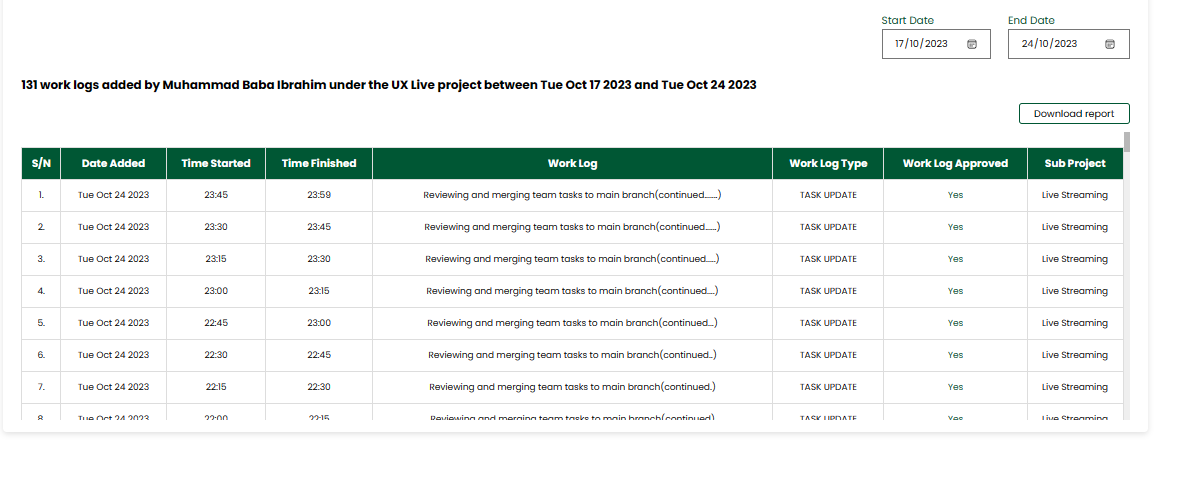 Start Date End Date
17/10/2023 24/10/2023
131 work logs added by Muhammad Baba Ibrahim under the UX Live project between Tue Oct 17 2023 and Tue Oct 24 2023
Download report
S/N Date Added Time Started Time Finished Work Log Work Log Type Work Log Approved Sub Project
1. Tue Oct 24 2023 23:45 23:59 Reviewing and merging team tasks to main branch(continued.......) TASK UPDATE Yes Live Streaming
2. Tue Oct 24 2023 23:30 23:45 Reviewing and merging team tasks to main branch(continued......) TASK UPDATE Yes Live Streaming
3. Tue Oct 24 2023 23:15 23:30 Reviewing and merging team tasks to main branch(continued.....) TASK UPDATE Yes Live Streaming
4. Tue Oct 24 2023 23:00 23:15 Reviewing and merging team tasks to main branch(continued....) TASK UPDATE Yes Live Streaming
5. Tue Oct 24 2023 22:45 23:00 Reviewing and merging team tasks to main branch(continued...) TASK UPDATE Yes Live Streaming
6. Tue Oct 24 2023 22:30 22:45 Reviewing and merging team tasks to main branch(continued..) TASK UPDATE Yes Live Streaming
7. Tue Oct 24 2023 22:15 22:30 Reviewing and merging team tasks to main branch(continued.) TASK UPDATE Yes Live Streaming
8. Tue Oct 24 2023 22:00 22:15 Reviewing and merging team tasks to main branch(continued) TASK UPDATE Yes Live Streaming